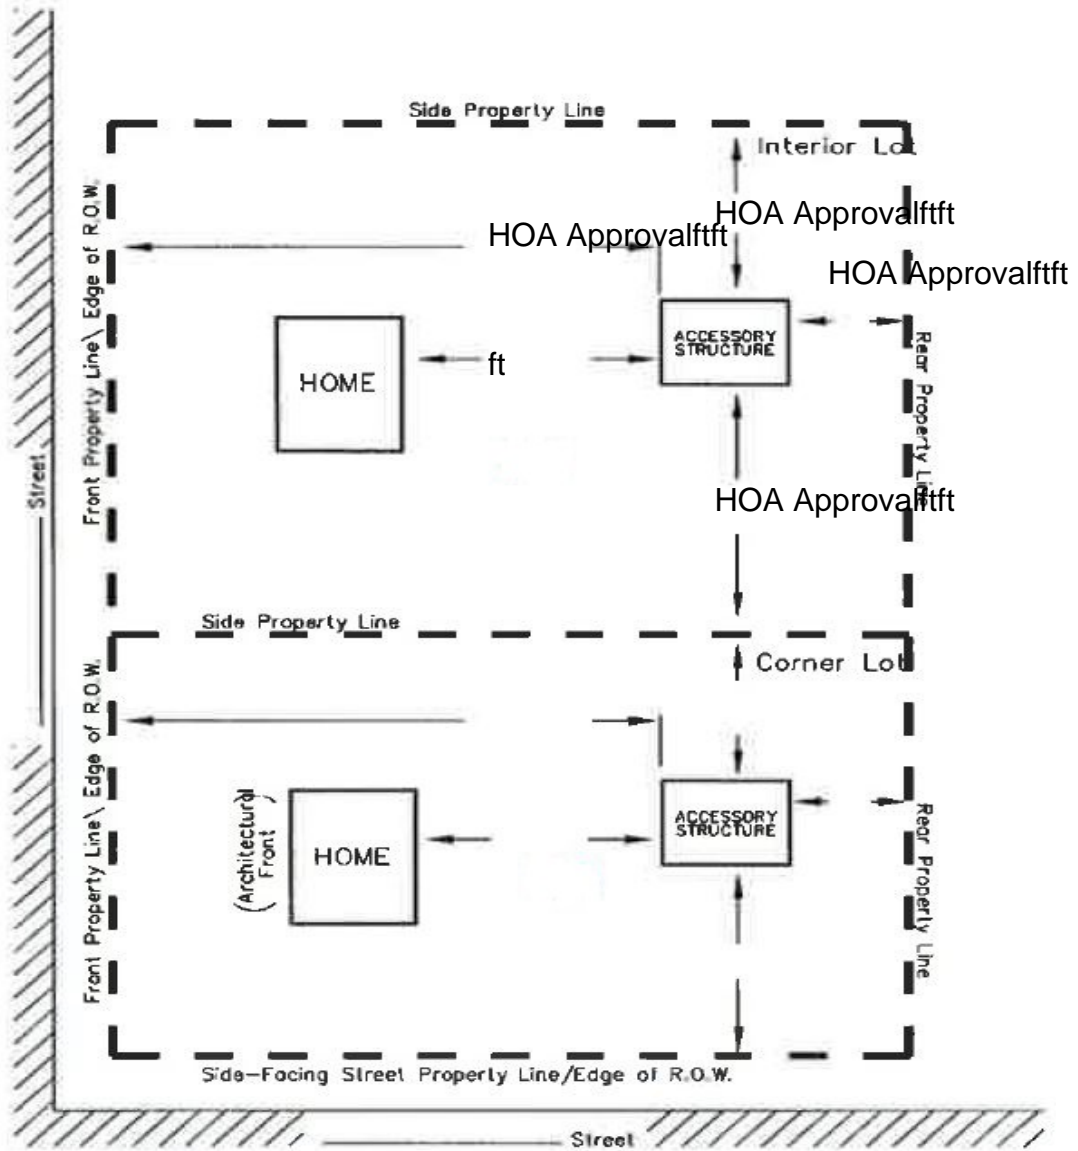 Side Property Line
Interior Lot
HOA Approvalftft
HOA Approvalftft
HOA Approvalftft
Front Property Line\ Edge of R.O.W.
ACCESSORY
STRUCTURE
HOME
ft
Rear Property Line
Street
HOA Approvalftft
Side Property Line
Corner Lot
Front Property Line\ Edge of R.O.W.
(Architectural
Front)
HOME
ACCESSORY
STRUCTURE
Rear Property Line
Side-Facing Street Property Line/Edge of R.O.W.
Street